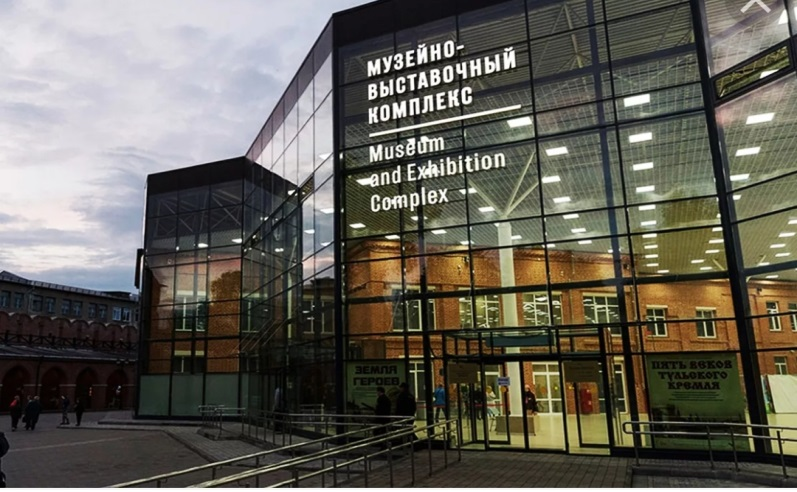 МУЗЕЙНО-
ВЫСТАВОЧНЫЙ
КОМПЛЕКС
Museum
and Exhibition
Complex
ЗЕМЛЯ
ГЕРОЕВ
ПЯТЬ ВЕКОВ
ТУЛЬСКОГО
КРЕМЛЯ